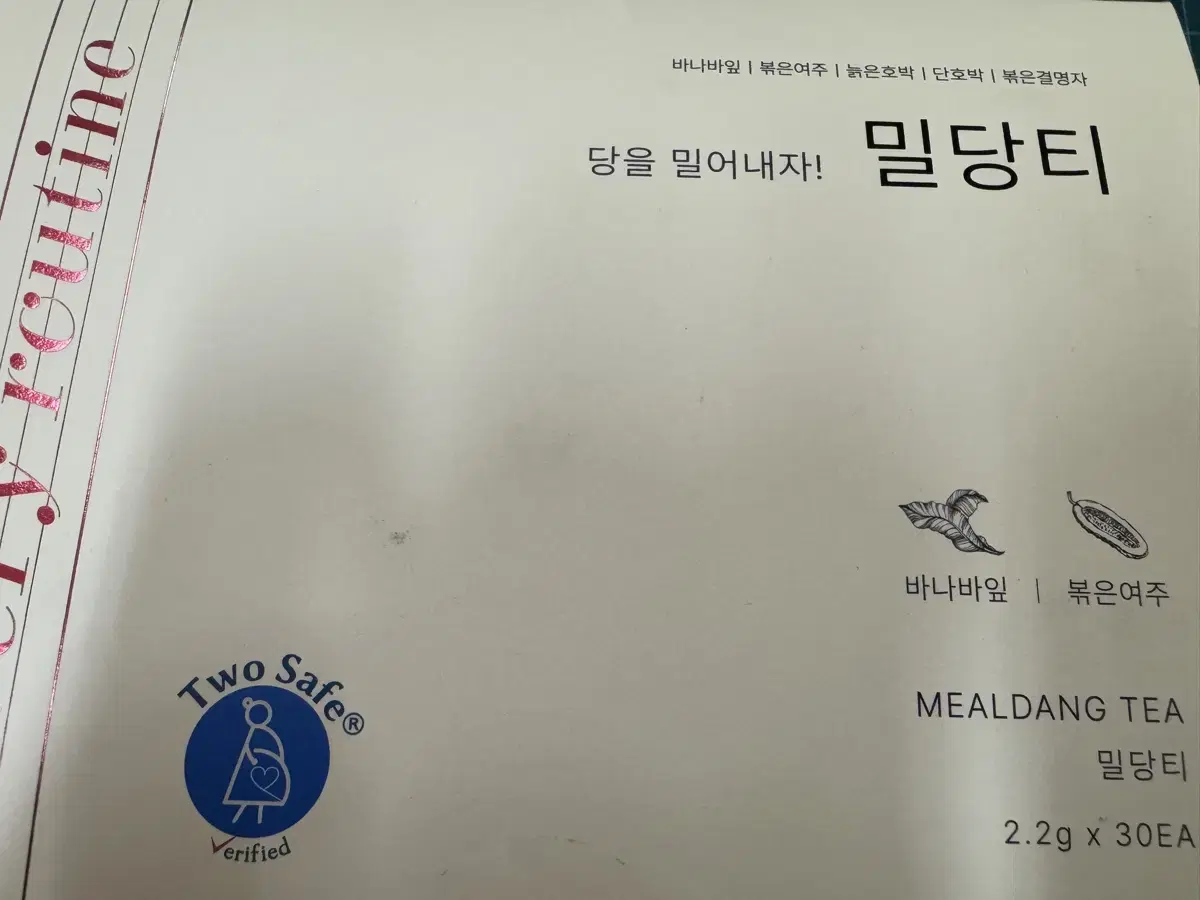 바나바잎 | 볶은여주 | 늙은호박 | 단호박 | 볶은결명자
당을 밀어내자! 밀당티
바나바잎 | 볶은여주
MEALDANG TEA
밀당티
2.2g x 30EA
Two Safe®
Verified
y routine